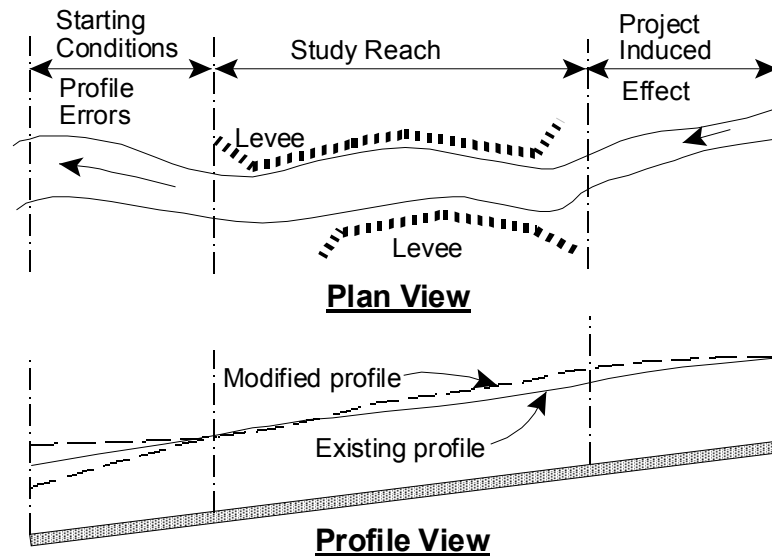 Starting
Conditions
Study Reach
Project
Induced
Profile
Errors
Effect
Levee
Levee
Plan View
Modified profile
Existing profile
Profile View